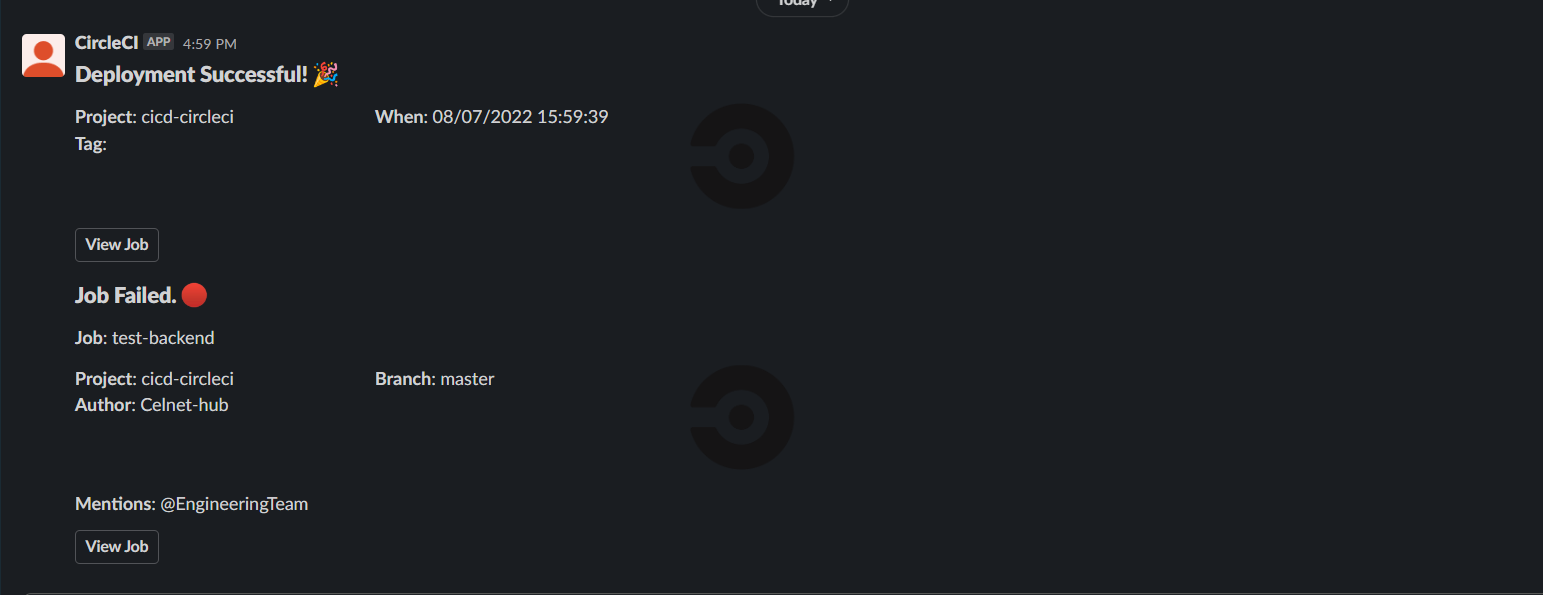 Today
CircleCI APP 4:59 PM
Deployment Successful! 🎉
Project: cicd-circleci When: 08/07/2022 15:59:39
Tag:
View Job
Job Failed. 🔴
Job: test-backend
Project: cicd-circleci Branch: master
Author: Celnet-hub
Mentions: @EngineeringTeam
View Job